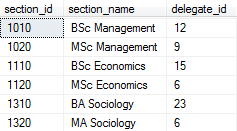 section_id section_name delegate_id
1010 BSc Management 12
1020 MSc Management 9
1110 BSc Economics 15
1120 MSc Economics 6
1310 BA Sociology 23
1320 MA Sociology 6